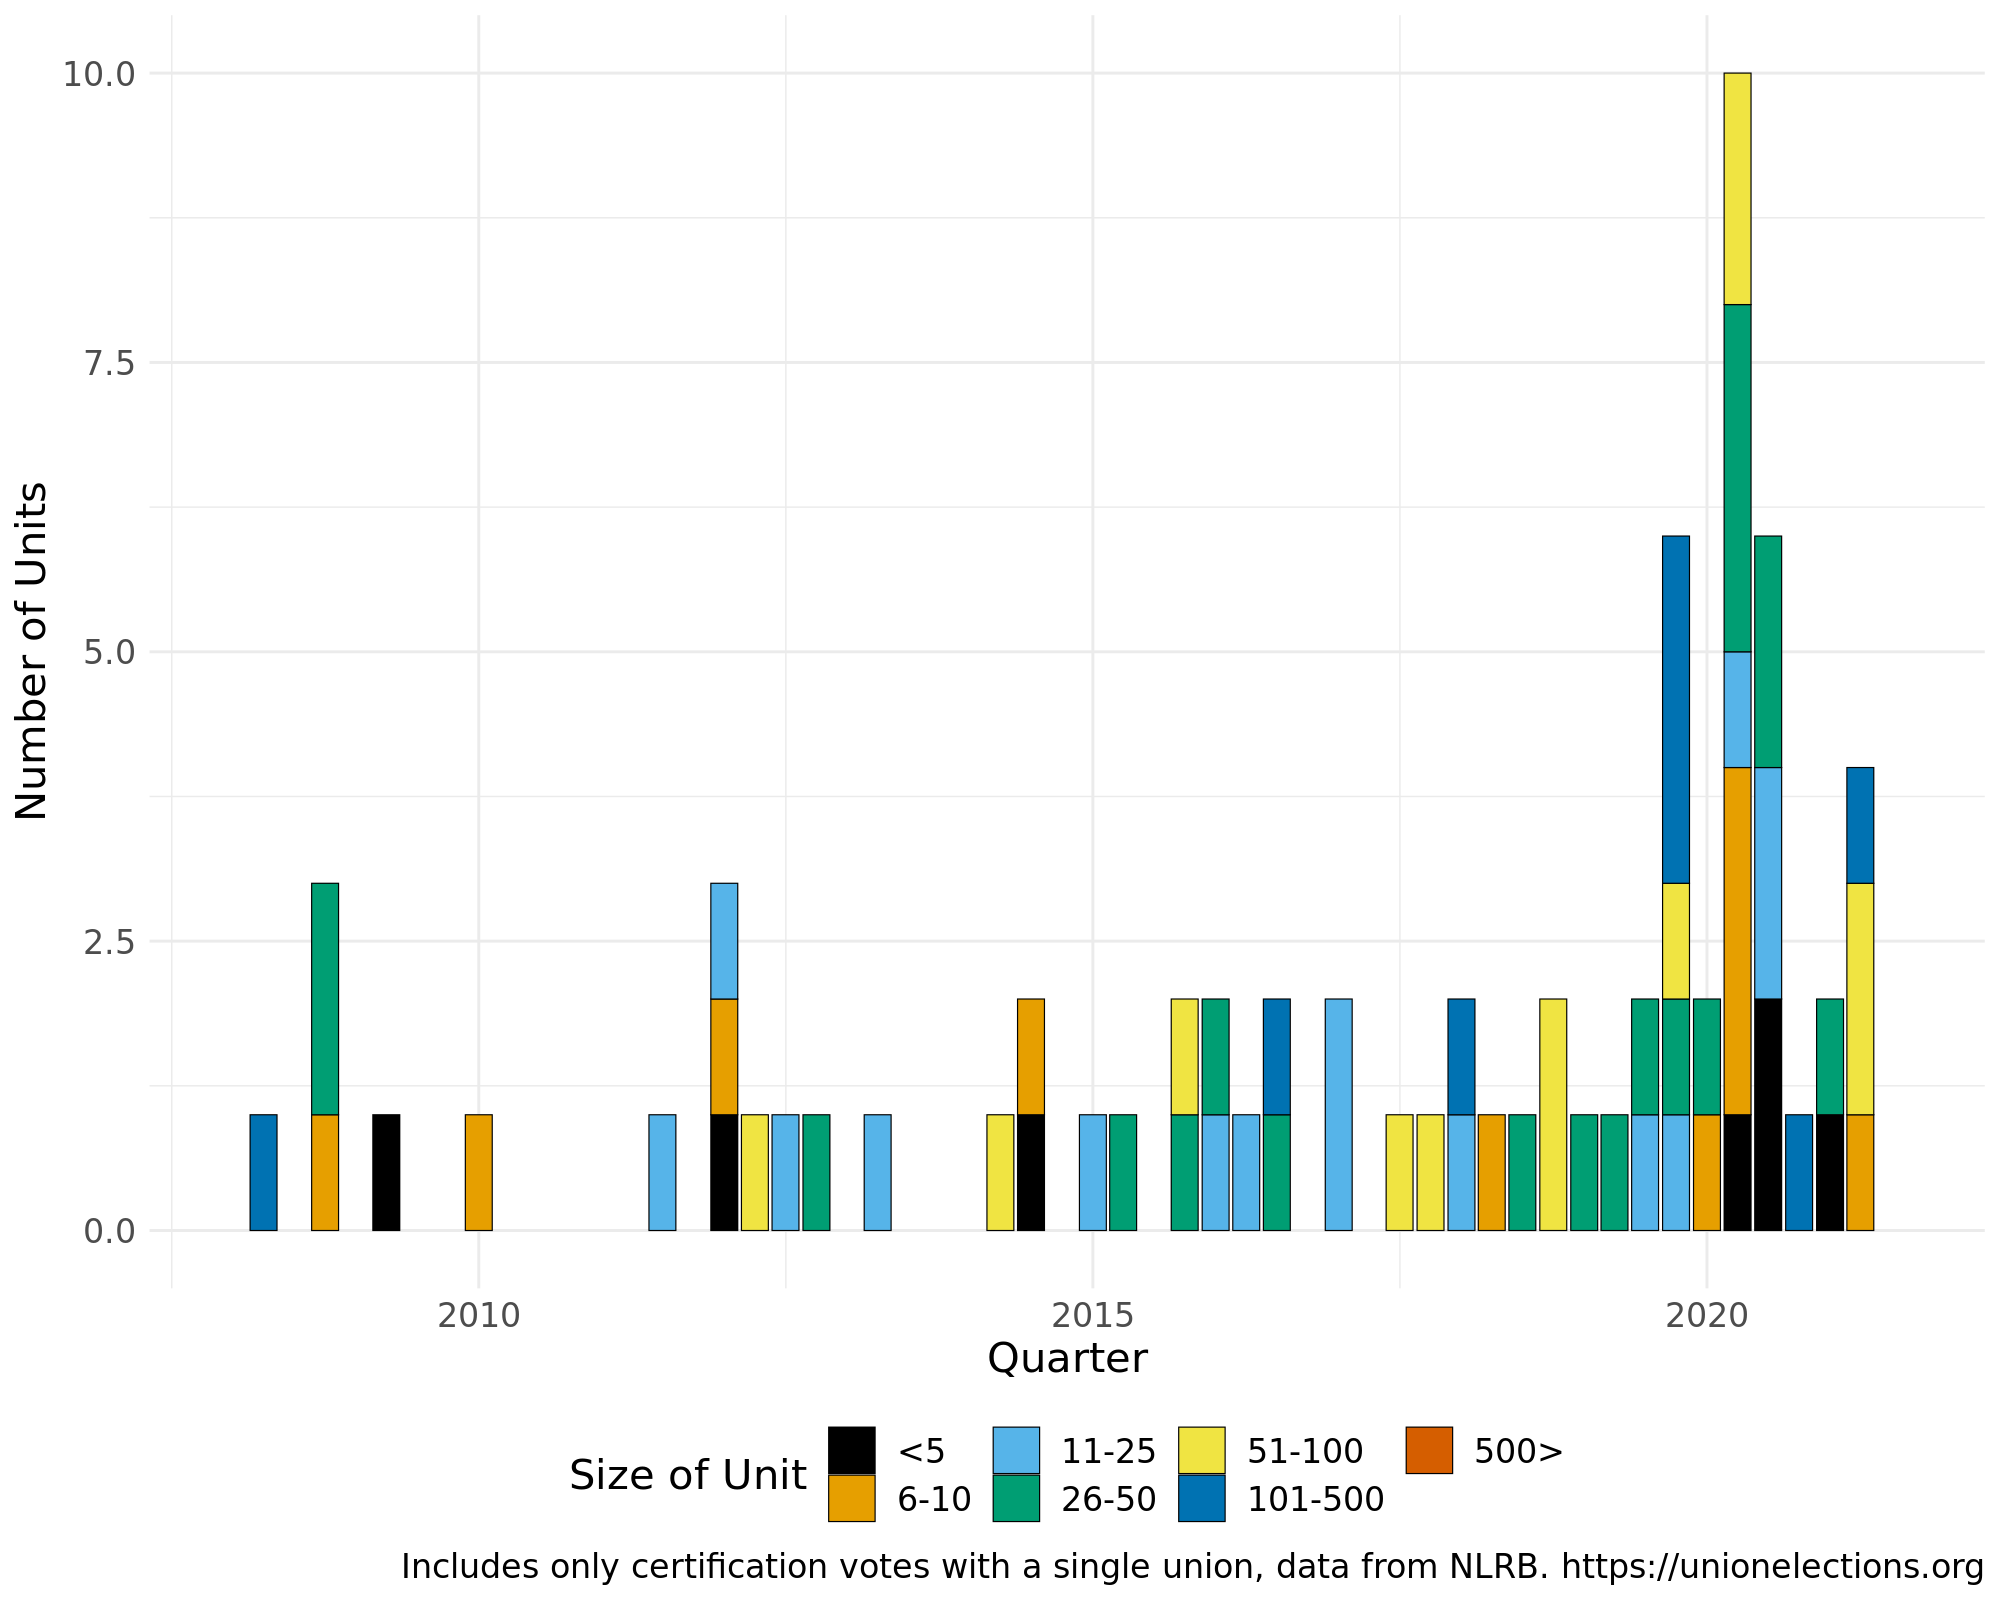 10.0
7.5
5.0
2.5
0.0
Number of Units
2010 2015 2020
Quarter
Size of Unit
<5 11-25 51-100 500>
6-10 26-50 101-500
Includes only certification votes with a single union, data from NLRB. https://unionelections.org